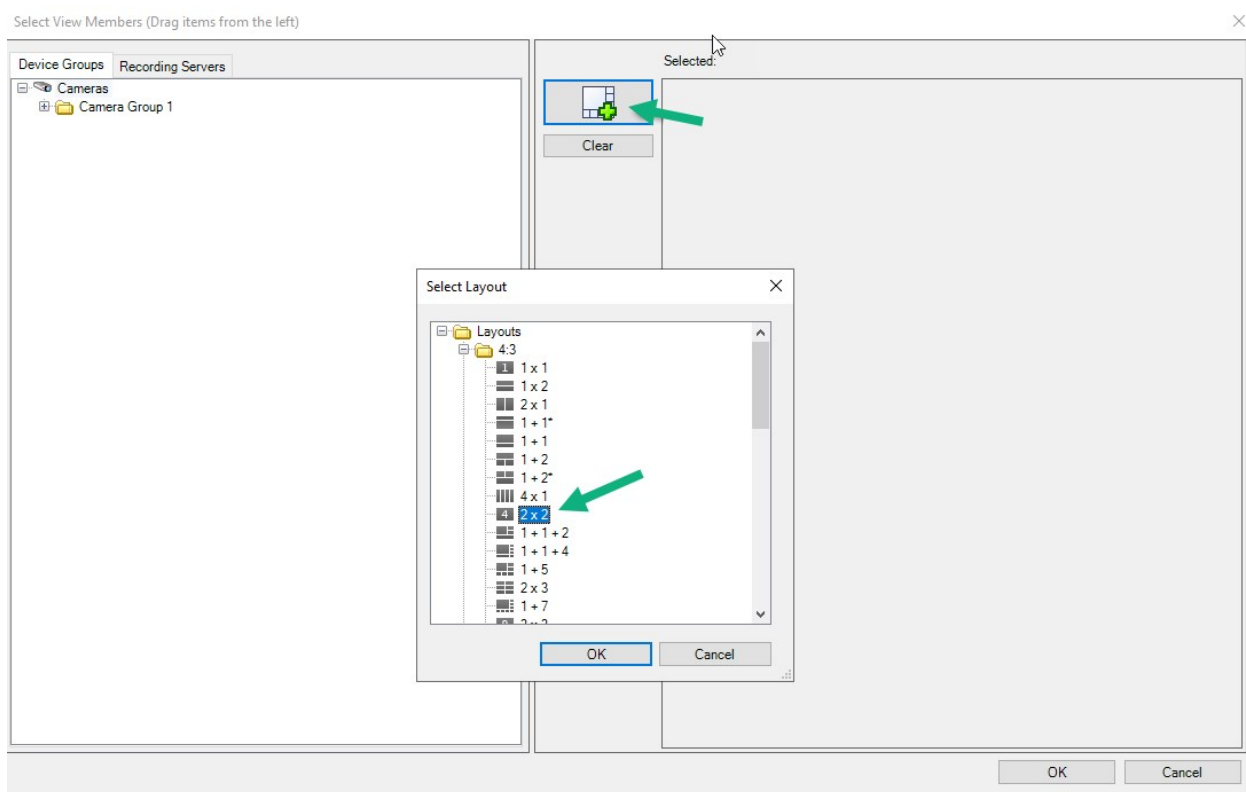 Select View Members (Drag items from the left)
Device Groups
Recording Servers
Selected:
Cameras
Camera Group 1
Clear
Select Layout
Layouts
4:3
1 1 x 1
1 x 2
2 x 1
1 + 1*
1 + 1
1 + 2
1 + 2*
4 x 1
4 2 x 2
1 + 1 + 2
1 + 1 + 4
1 + 5
2 x 3
1 + 7
OK
Cancel
OK
Cancel